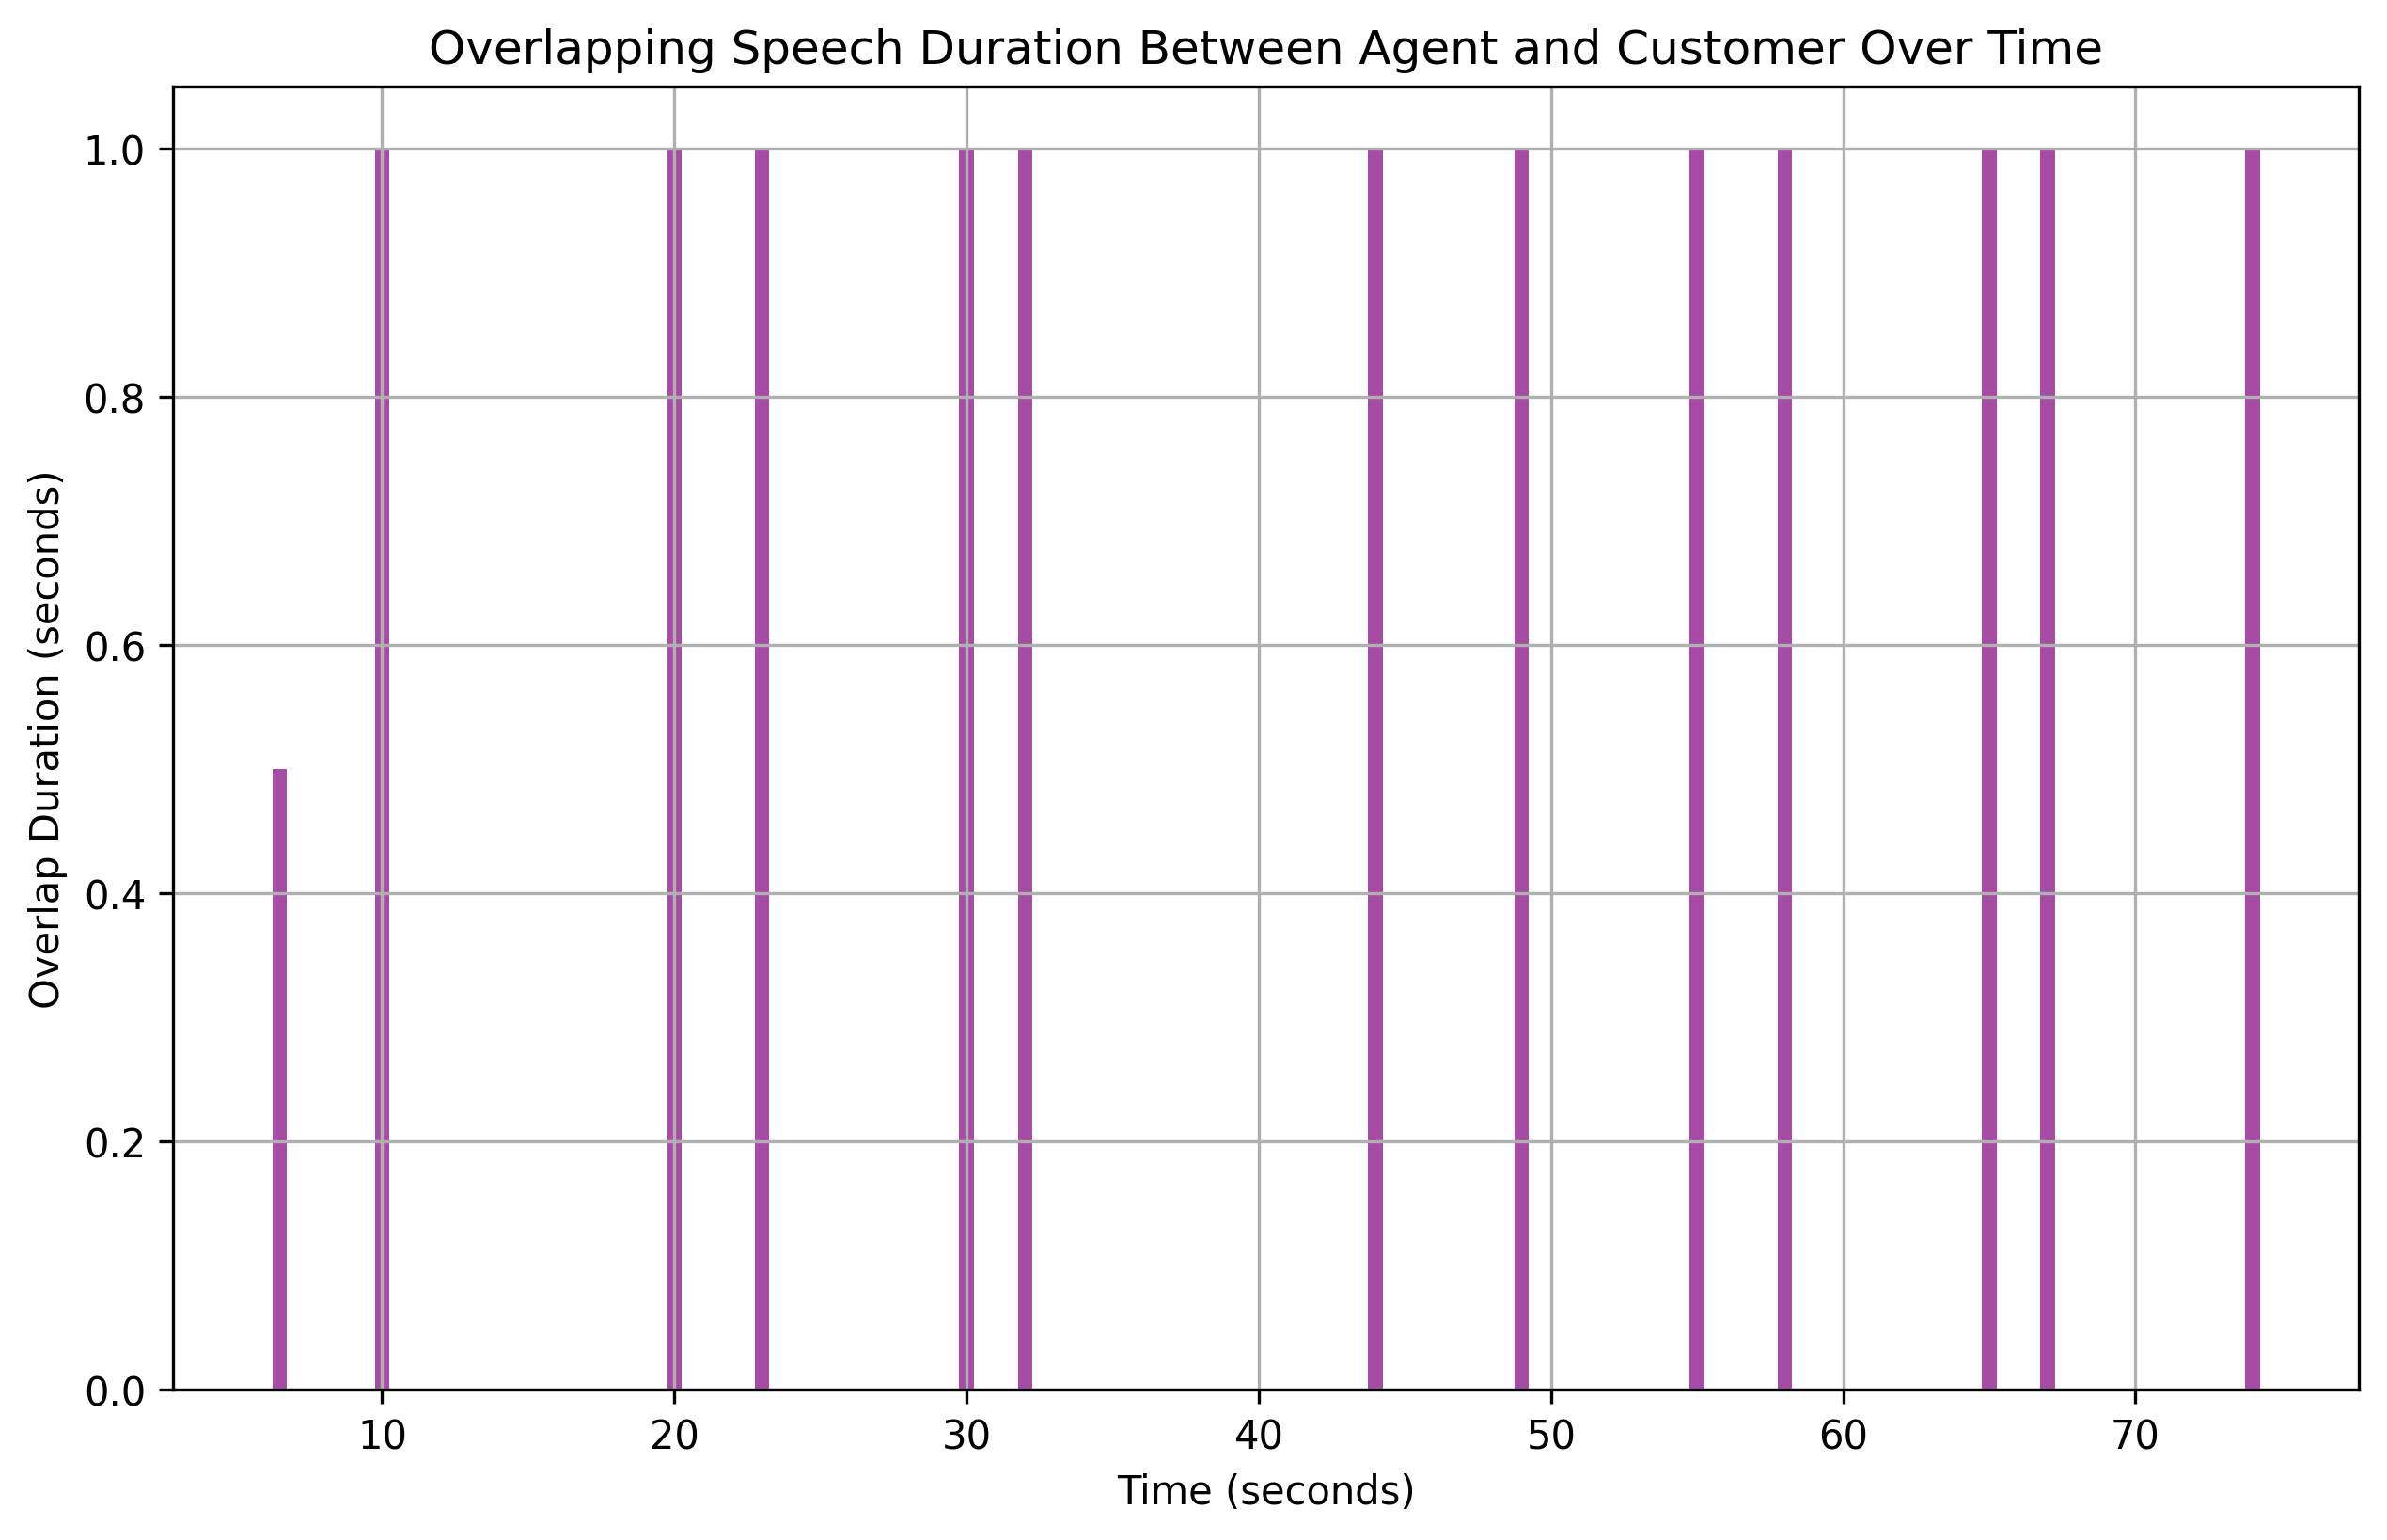 Overlapping Speech Duration Between Agent and Customer Over Time
1.0
0.8
0.6
0.4
0.2
0.0
Overlap Duration (seconds)
10 20 30 40 50 60 70
Time (seconds)